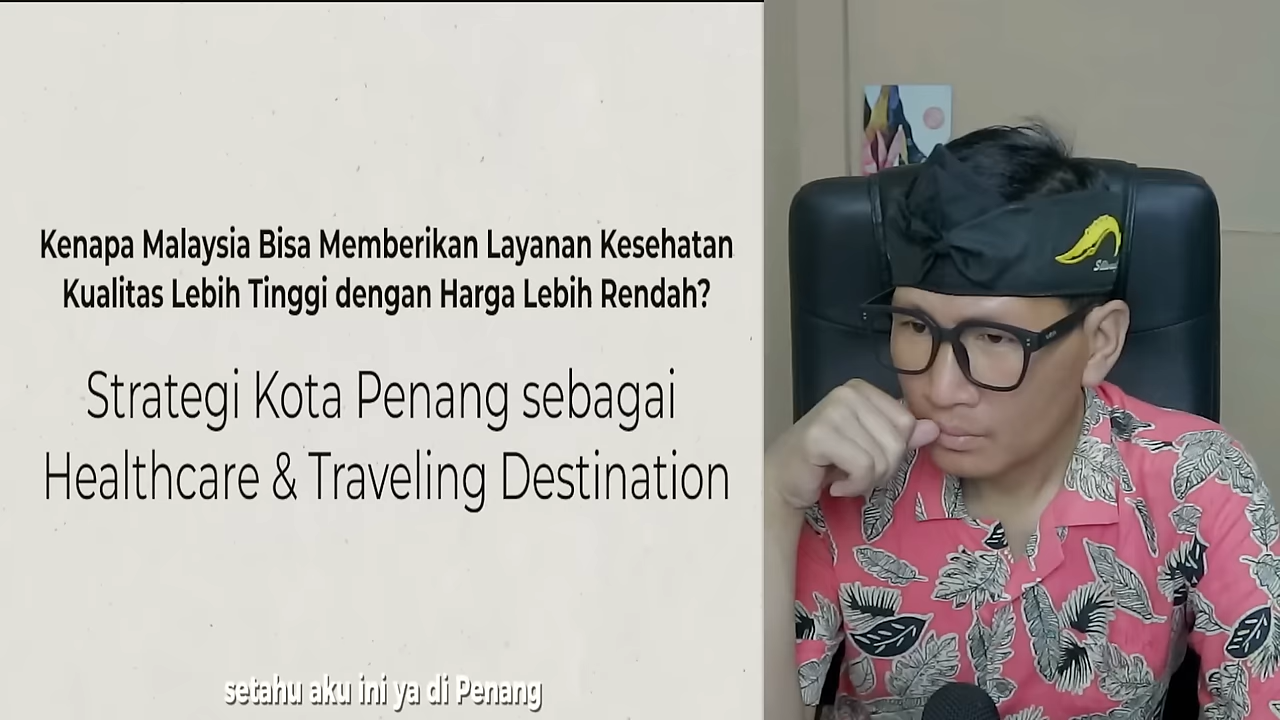 Kenapa Malaysia Bisa Memberikan Layanan Kesehatan
Kualitas Lebih Tinggi dengan Harga Lebih Rendah?
Strategi Kota Penang sebagai
Healthcare & Traveling Destination
setahu aku ini ya di Penang